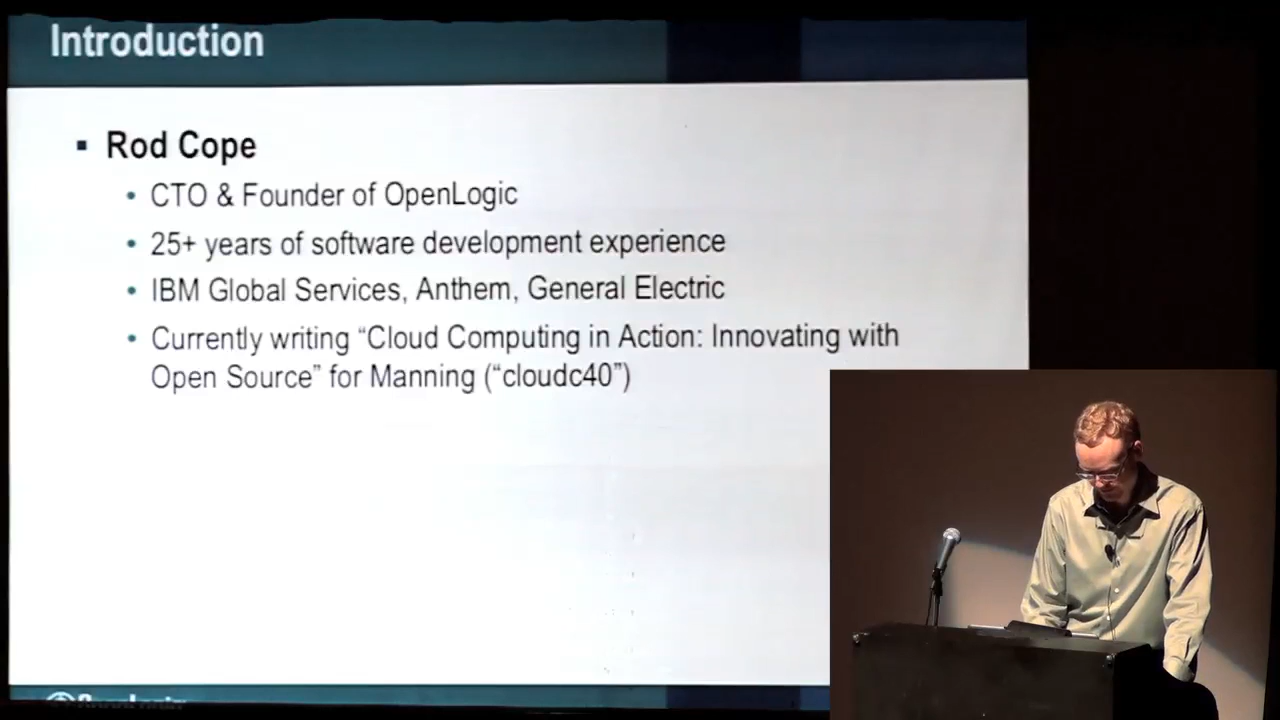 Introduction
Rod Cope
CTO & Founder of OpenLogic
25+ years of software development experience
IBM Global Services, Anthem, General Electric
Currently writing “Cloud Computing in Action: Innovating with
Open Source” for Manning (“cloudc40”)